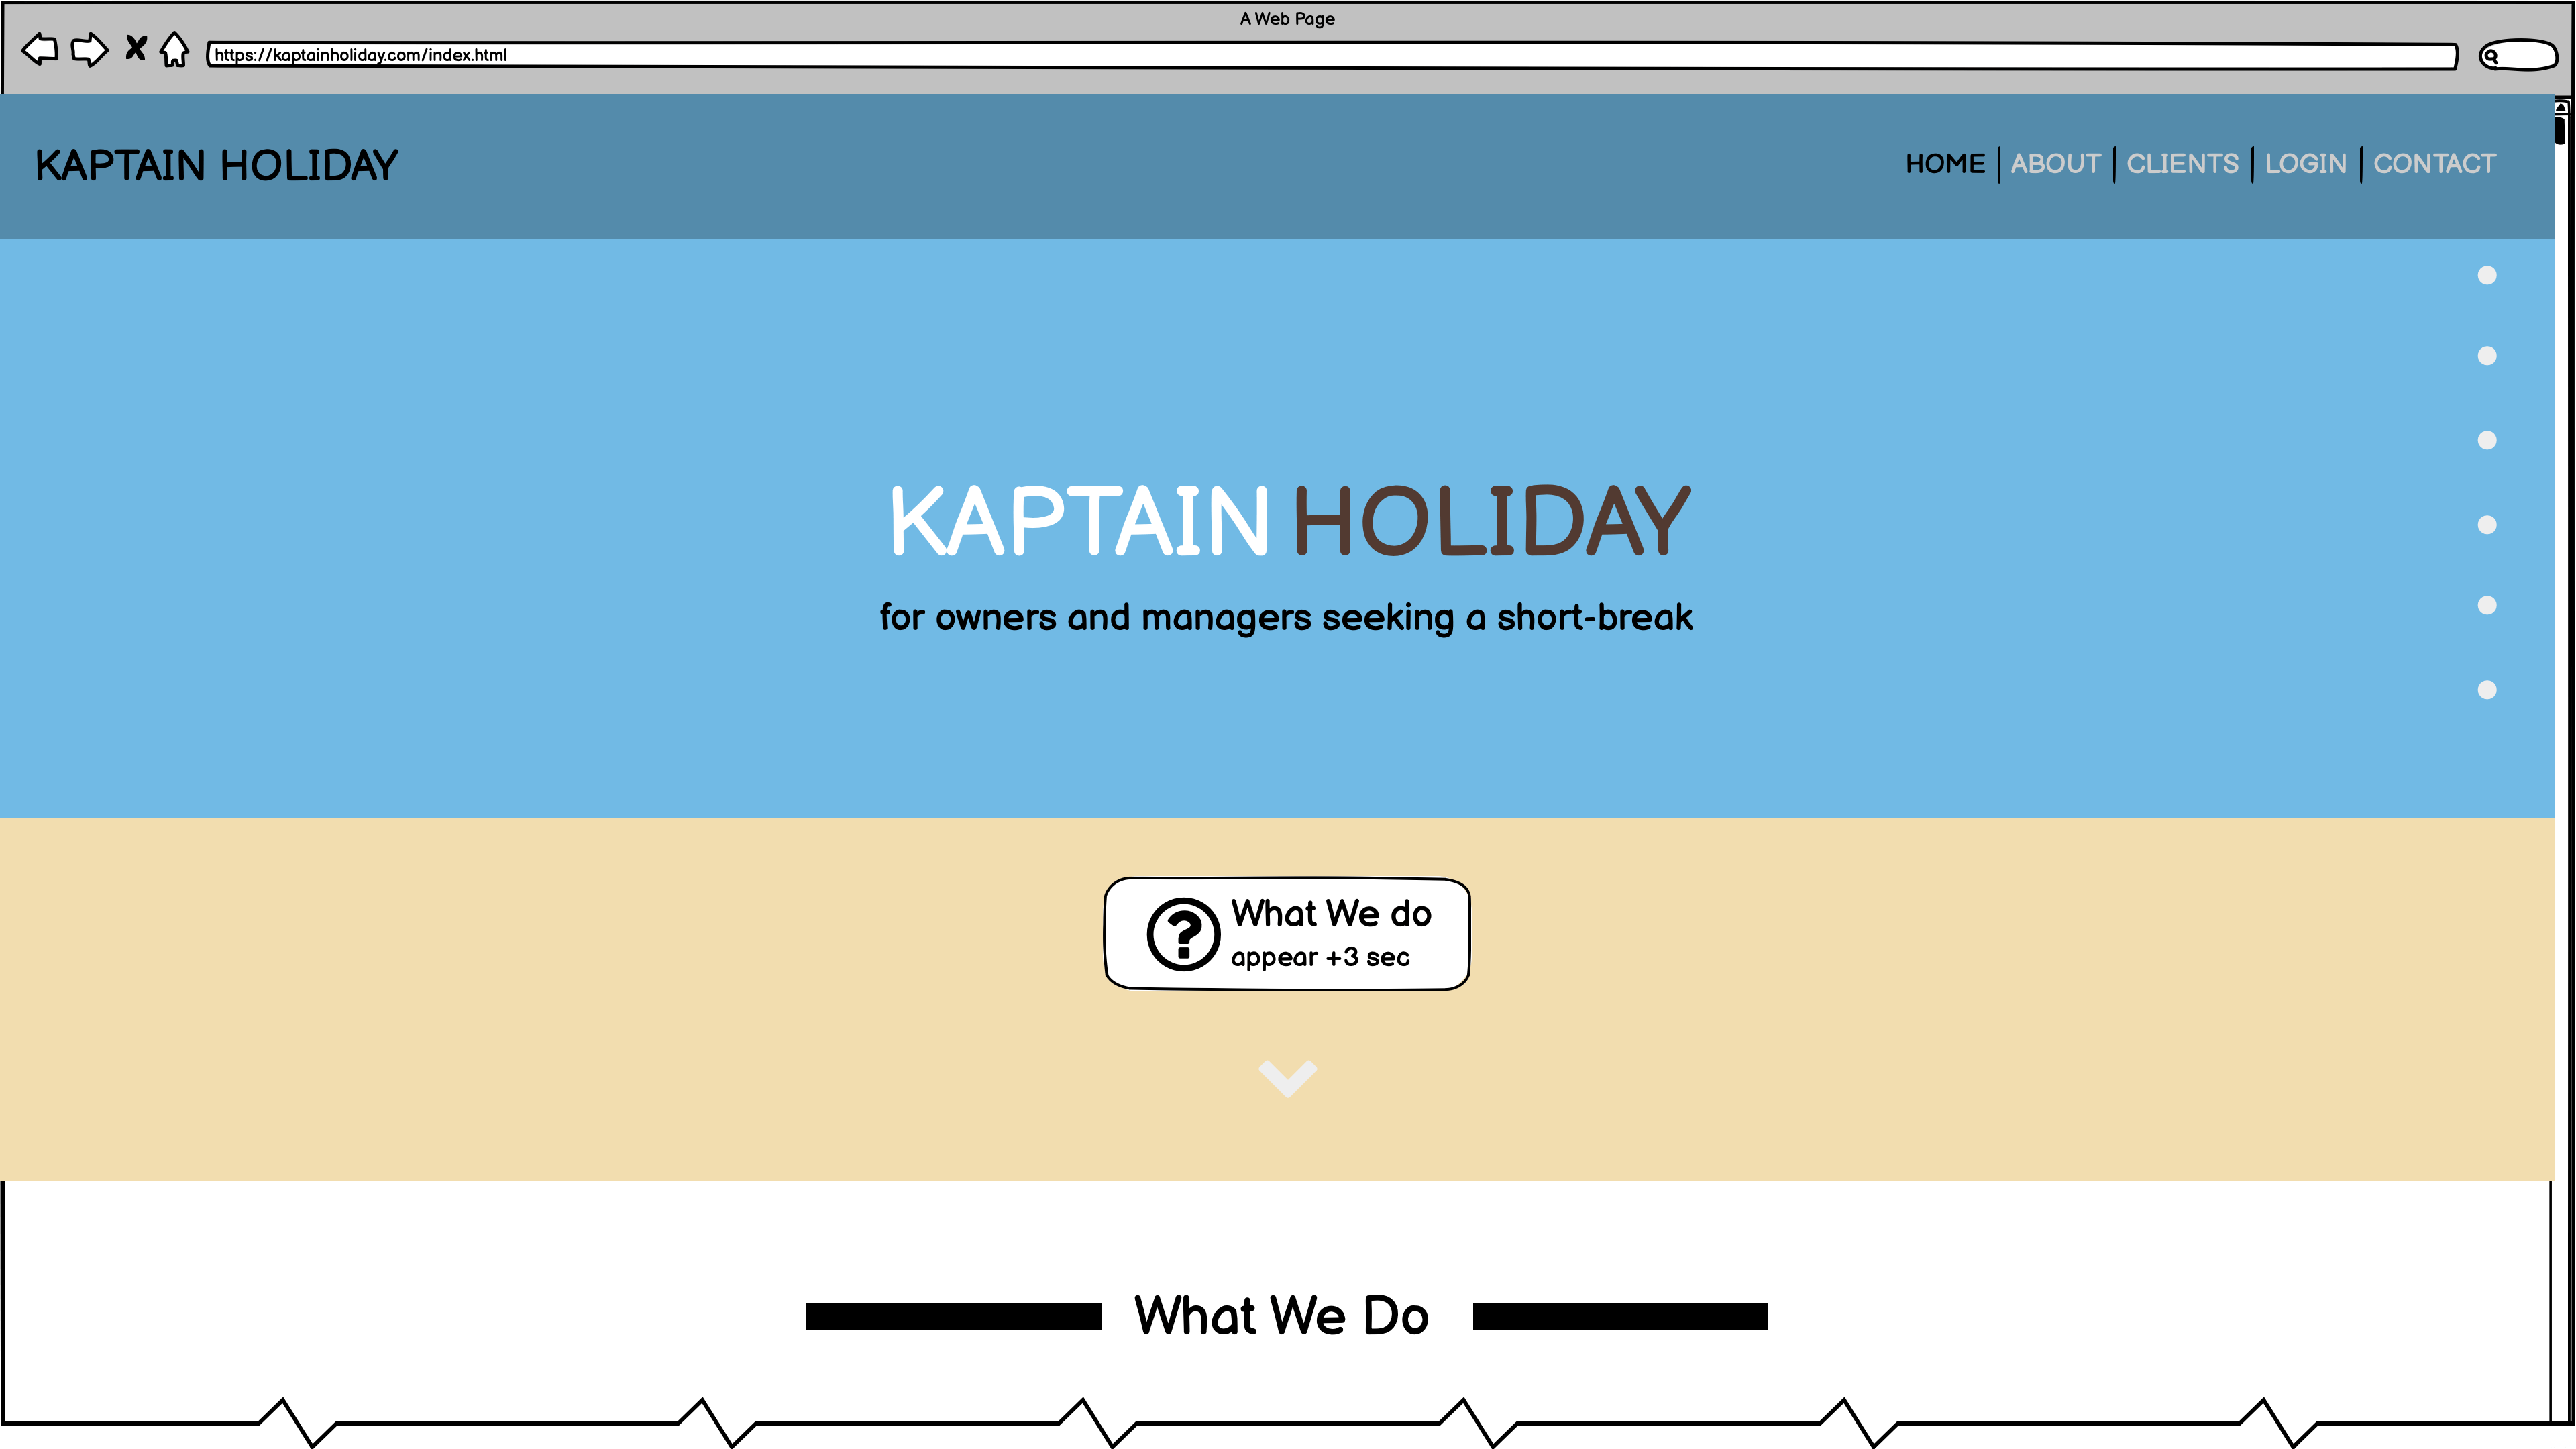 A Web Page
https://kaptainholiday.com/index.html
KAPTAIN HOLIDAY
HOME ABOUT CLIENTS LOGIN CONTACT
KAPTAIN HOLIDAY
for owners and managers seeking a short-break
What We do
appear +3 sec
What We Do